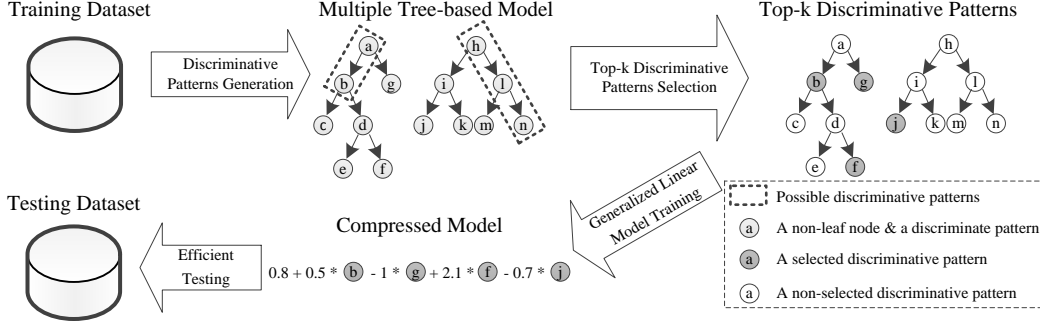 Training Dataset
Multiple Tree-based Model
Top-k Discriminative Patterns
Discriminative
Patterns Generation
Top-k Discriminative
Patterns Selection
a
b
g
c
d
e
f
h
i
l
j
k
m
n
a
b
g
c
d
e
f
h
i
l
j
k
m
n
Generalized Linear
Model Training
Testing Dataset
Efficient
Testing
Compressed Model
0.8 + 0.5 * b - 1 * g + 2.1 * f - 0.7 * j
Possible discriminative patterns
a A non-leaf node & a discriminate pattern
a A selected discriminative pattern
a A non-selected discriminative pattern